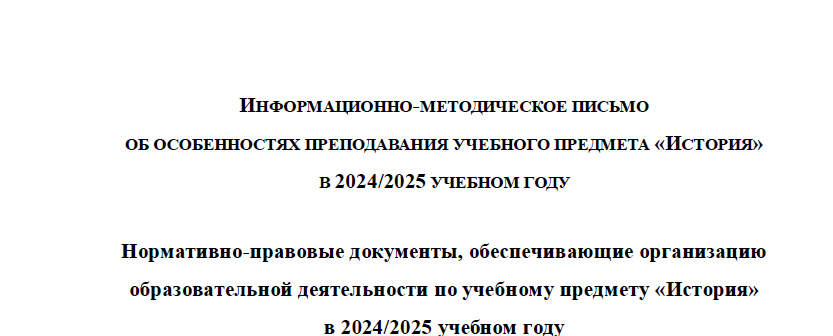 Информационно-методическое письмо
об особенностях преподавания учебного предмета «История»
в 2024/2025 учебном году
Нормативно-правовые документы, обеспечивающие организацию
образовательной деятельности по учебному предмету «История»
в 2024/2025 учебном году